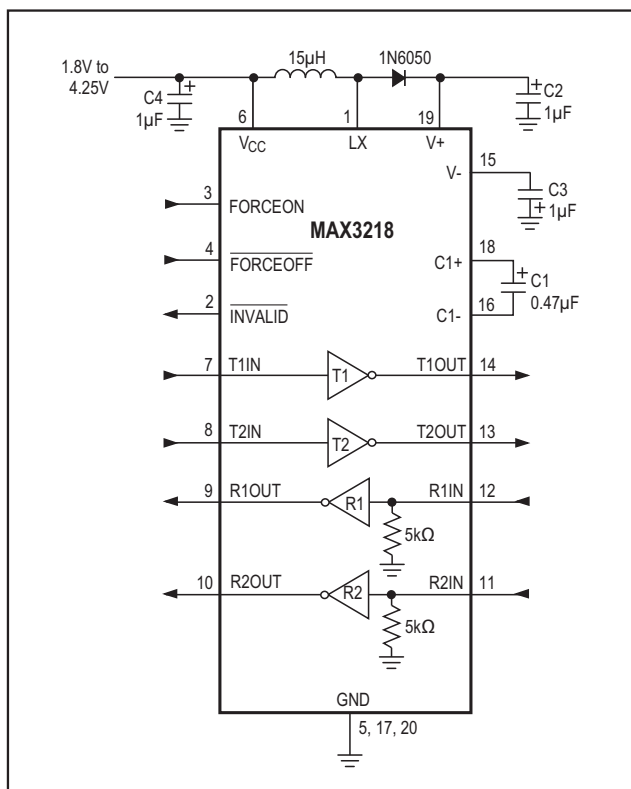 1.8V to
4.25V
15µH
1N6050
C4
1µF
C2
1µF
6
1
19
VCC
LX
V+
V-
15
C3
1µF
3
FORCEON
MAX3218
4
FORCEOFF
C1+
18
C1
0.47µF
2
INVALID
C1-
16
7
T1IN
T1
T1OUT
14
8
T2IN
T2
T2OUT
13
9
R1OUT
R1
R1IN
12
5kΩ
10
R2OUT
R2
R2IN
11
5kΩ
GND
5, 17, 20